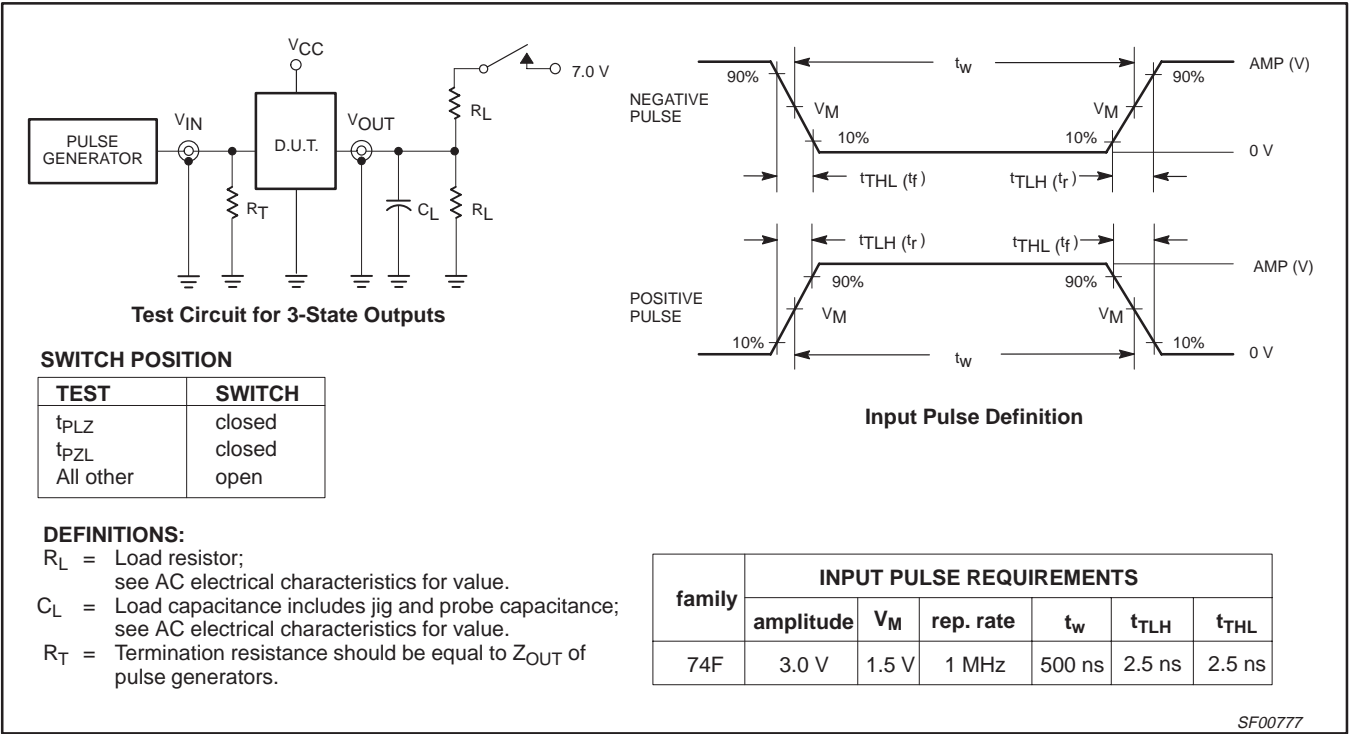 VCC
7.0 V
RL
VIN
VOUT
PULSE
GENERATOR
D.U.T.
RT
CL
RL
Test Circuit for 3-State Outputs
SWITCH POSITION
TEST SWITCH
tPLZ closed
tPZL closed
All other open
NEGATIVE
PULSE
90%
tw
90%
AMP (V)
VM
VM
10%
10%
0 V
tTHL (tf)
tTLH (tr)
tTLH (tr)
tTHL (tf)
POSITIVE
PULSE
90%
90%
AMP (V)
VM
VM
10%
tw
10%
0 V
Input Pulse Definition
DEFINITIONS:
RL = Load resistor;
see AC electrical characteristics for value.
CL = Load capacitance includes jig and probe capacitance;
see AC electrical characteristics for value.
RT = Termination resistance should be equal to ZOUT of
pulse generators.
family INPUT PULSE REQUIREMENTS
amplitude VM rep. rate tw tTLH tTHL
74F 3.0 V 1.5 V 1 MHz 500 ns 2.5 ns 2.5 ns
SF00777